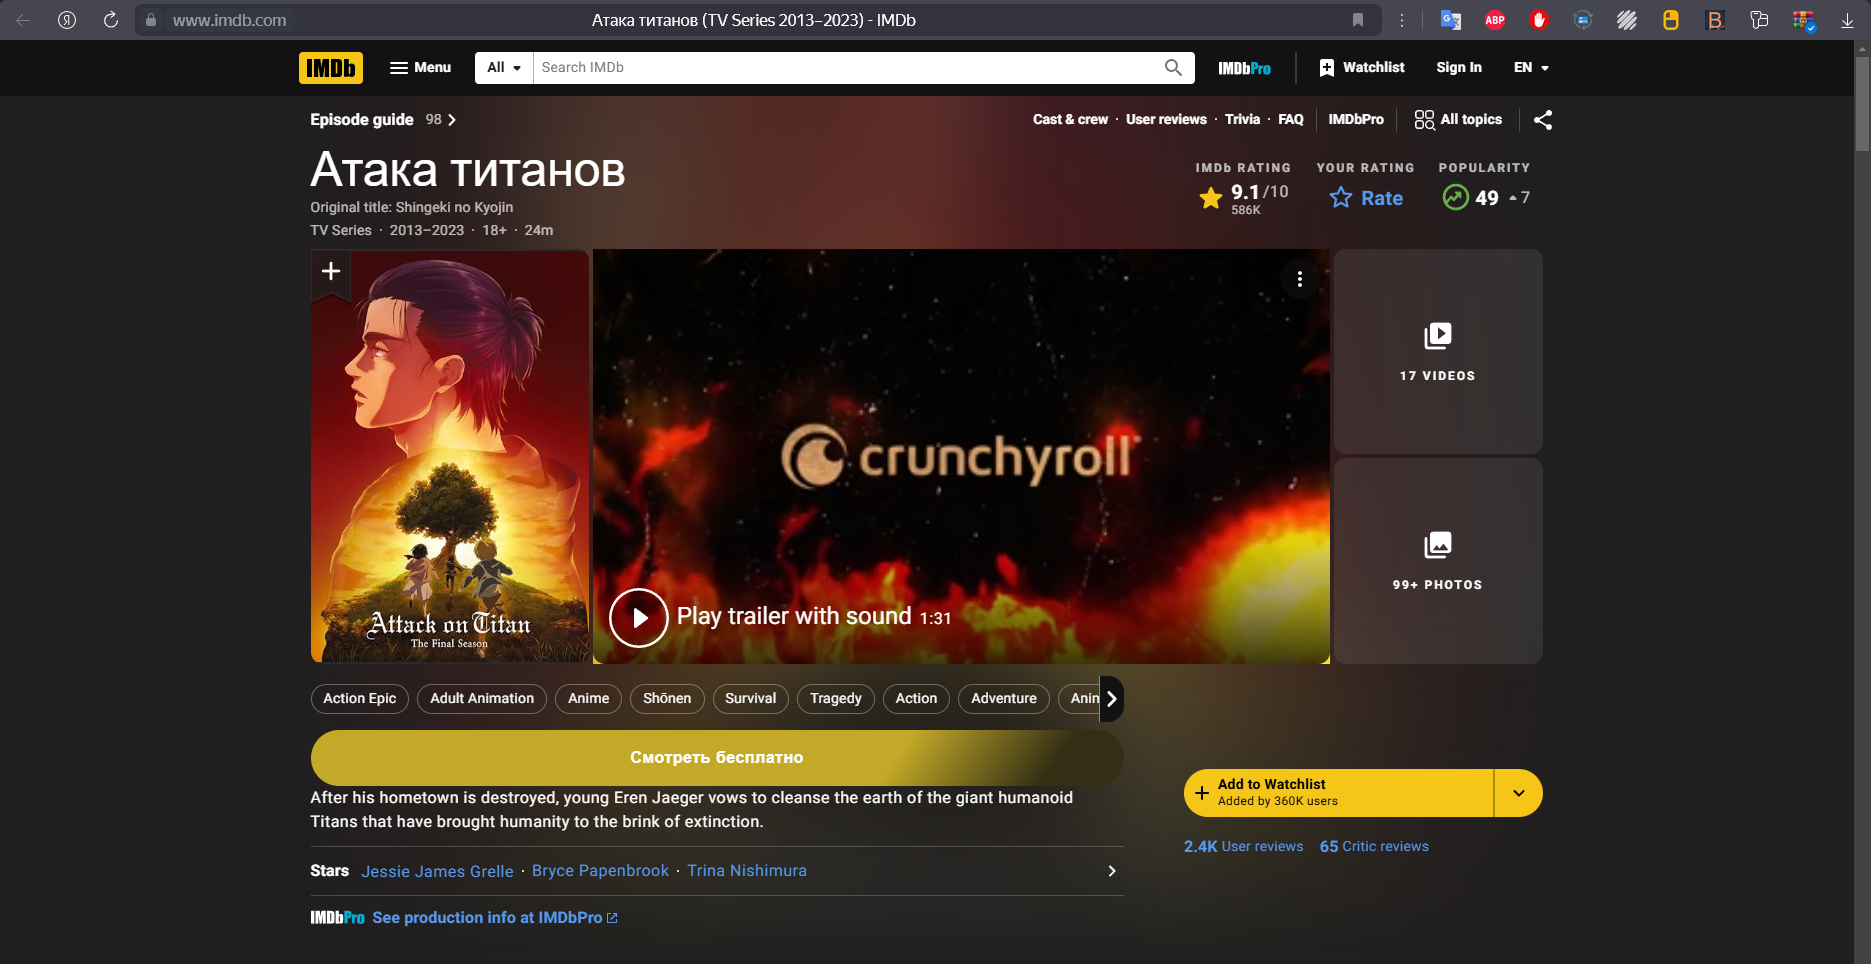 www.imdb.com
Атака титанов (TV Series 2013–2023) - IMDb
ABP
IMDb
Menu
All
Search IMDb
IMDbPro
Watchlist
Sign In
EN
Episode guide 98
Cast & crew · User reviews · Trivia · FAQ
IMDbPro
All topics
Атака титанов
Original title: Shingeki no Kyojin
TV Series · 2013–2023 · 18+ · 24m
IMDb RATING
9.1/10
586K
YOUR RATING
Rate
POPULARITY
49 7
Attack on Titan
The Final Season
crunchyroll
Play trailer with sound 1:31
17 VIDEOS
99+ PHOTOS
Action Epic
Adult Animation
Anime
Shōnen
Survival
Tragedy
Action
Adventure
Anin
Смотреть бесплатно
After his hometown is destroyed, young Eren Jaeger vows to cleanse the earth of the giant humanoid
Titans that have brought humanity to the brink of extinction.
Add to Watchlist
Added by 360K users
2.4K User reviews 65 Critic reviews
Stars Jessie James Grelle · Bryce Papenbrook · Trina Nishimura
IMDbPro See production info at IMDbPro